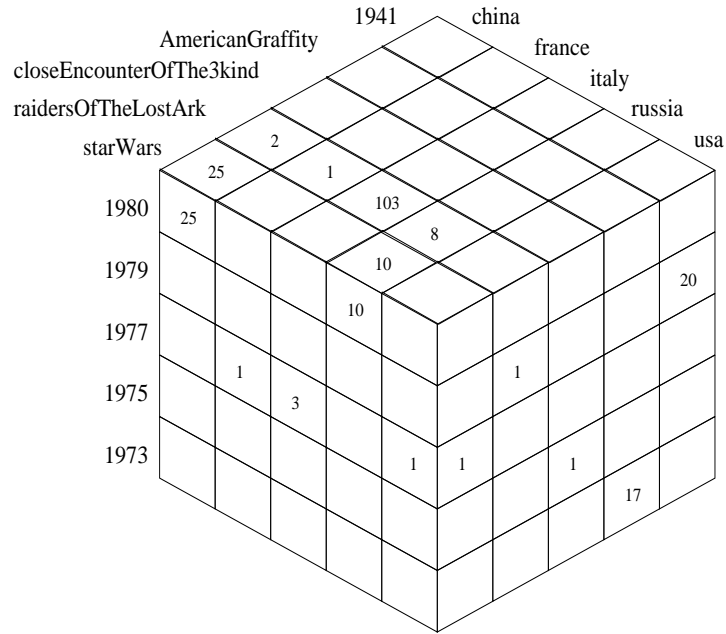 1941
china
AmericanGraffity
france
closeEncounterOfThe3kind
italy
raidersOfTheLostArk
russia
starWars
usa
2
25
1
103
8
10
1980
25
10
1979
20
1977
1
1
3
1975
1973
1
1
1
17